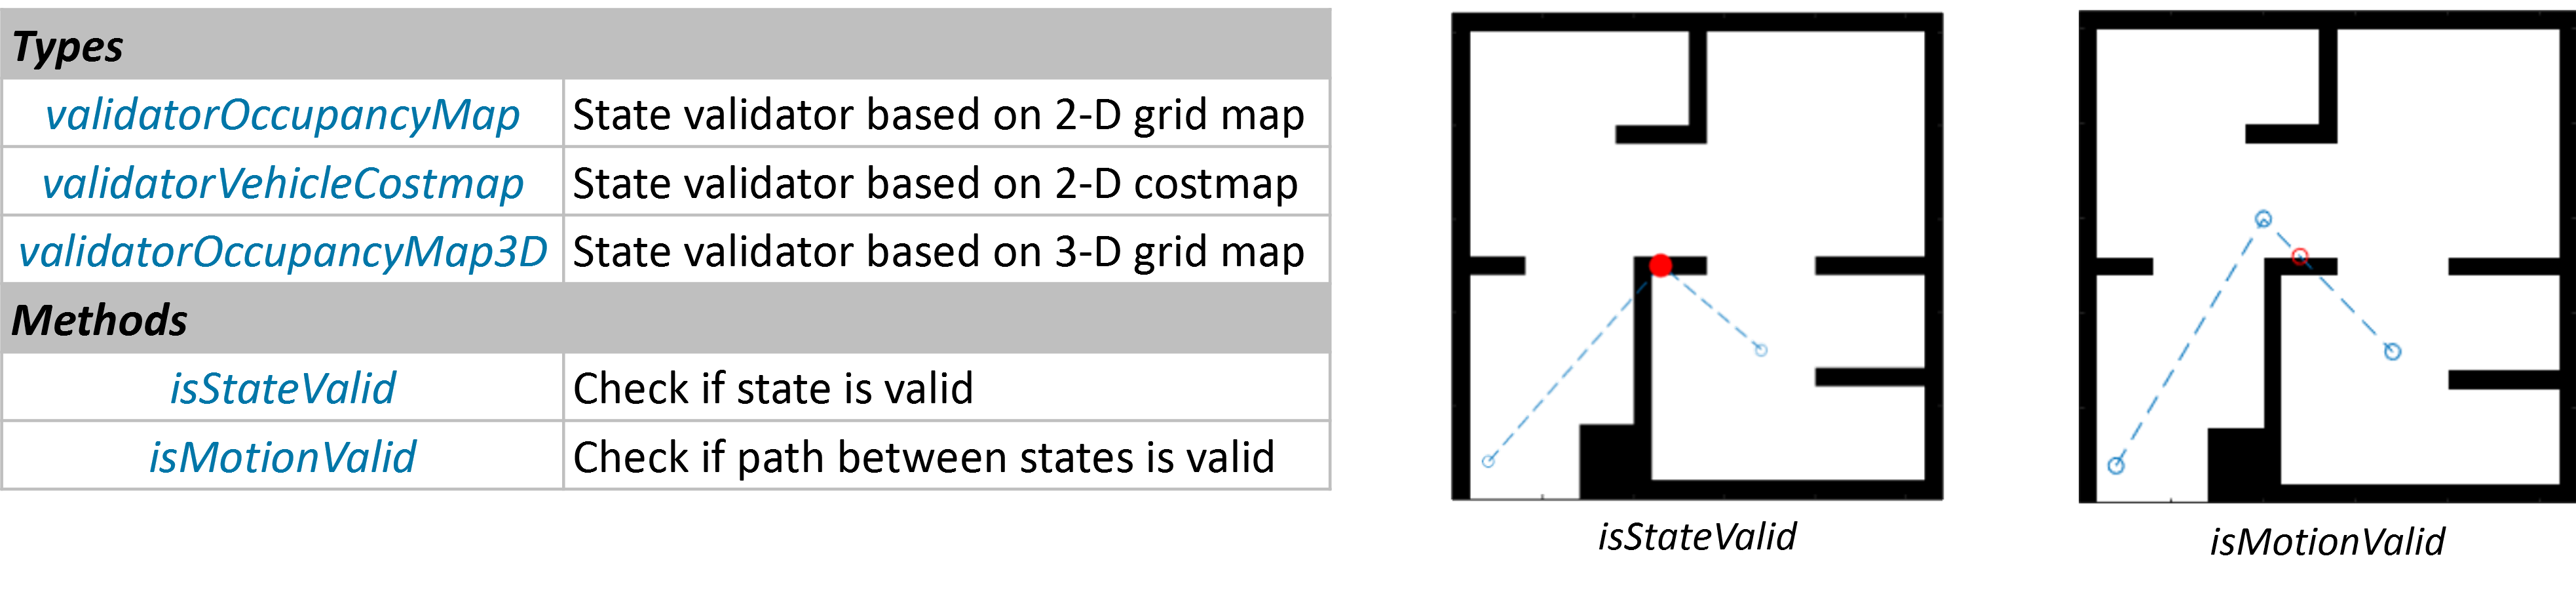 Types
validatorOccupancyMap State validator based on 2-D grid map
validatorVehicleCostmap State validator based on 2-D costmap
validatorOccupancyMap3D State validator based on 3-D grid map
Methods
isStateValid Check if state is valid
isMotionValid Check if path between states is valid
isStateValid
isMotionValid